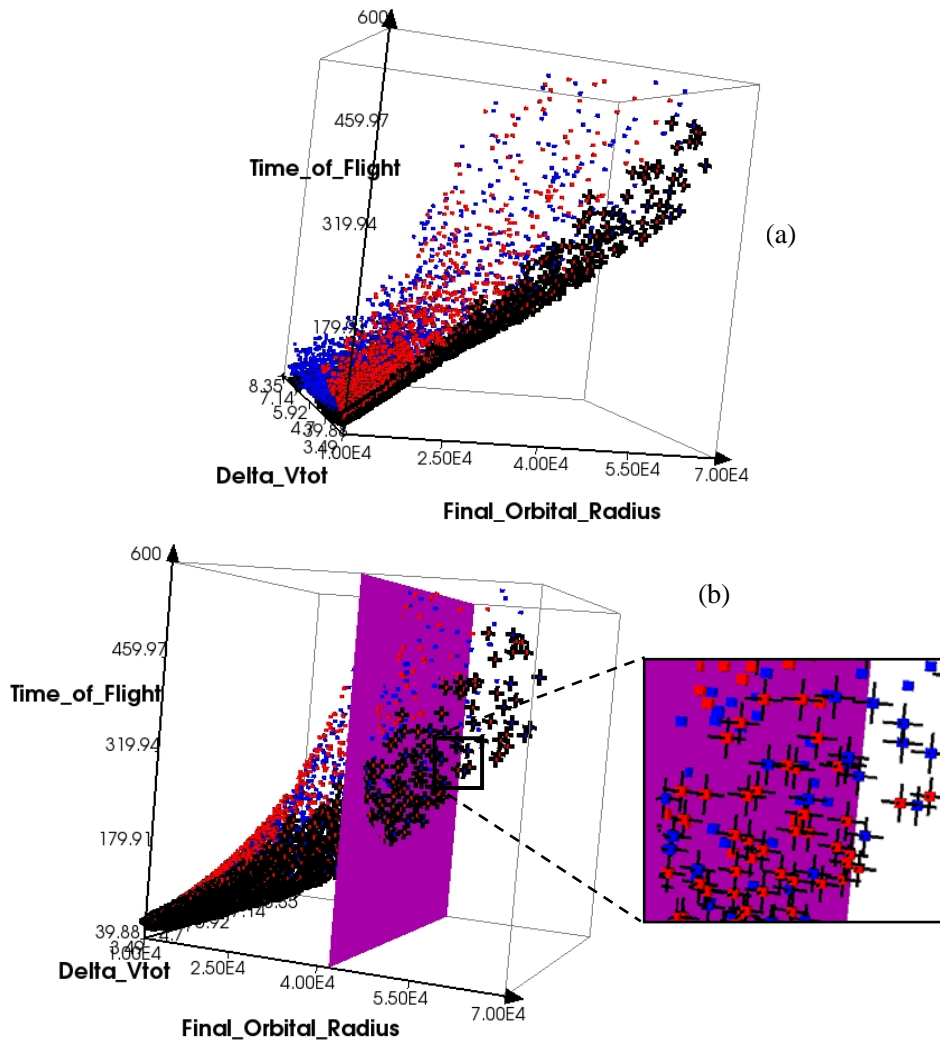 600
459.97
Time_of_Flight
319.94
(a)
8.35
7.14
5.92
3.49
1.00E4
2.50E4
4.00E4
5.50E4
7.00E4
Delta_Vtot
Final_Orbital_Radius
600
(b)
459.97
Time_of_Flight
319.94
179.91
39.88
1.00E4
2.50E4
4.00E4
5.50E4
7.00E4
Delta_Vtot
Final_Orbital_Radius